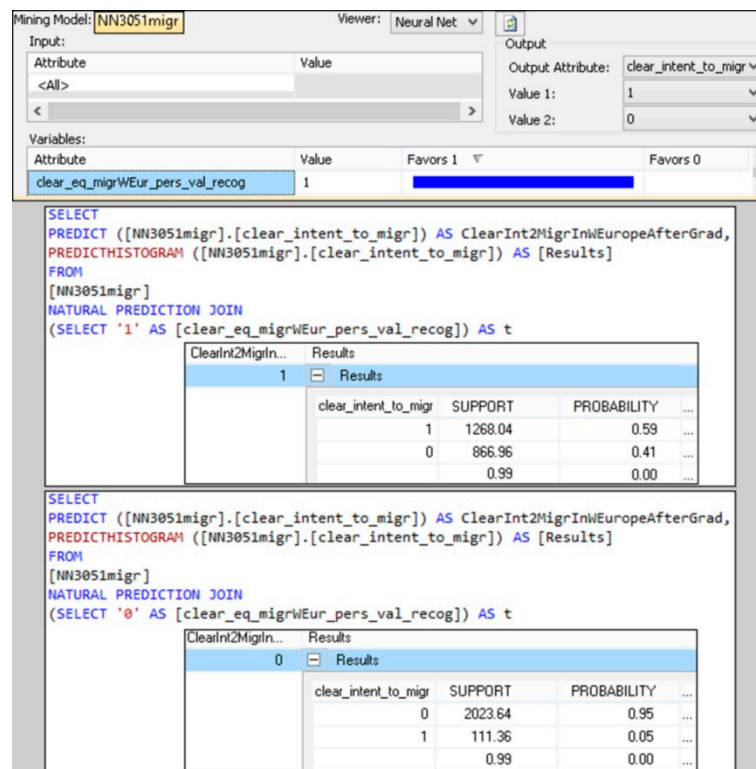 Mining Model: NN3051migr Viewer: Neural Net
Input:
Output
Attribute Value
Output Attribute: clear_intent_to_migr
<All>
Value 1: 1
Value 2: 0
Variables:
Attribute Value Favors 1 Favors 0
clear_eq_migrWEur_pers_val_recog 1
SELECT
PREDICT ([NN3051migr].[clear_intent_to_migr]) AS ClearInt2MigrInWEuropeAfterGrad,
PREDICTHISTOGRAM ([NN3051migr].[clear_intent_to_migr]) AS [Results]
FROM
[NN3051migr]
NATURAL PREDICTION JOIN
(SELECT '1' AS [clear_eq_migrWEur_pers_val_recog]) AS t
ClearInt2MigrIn... Results
1 Results
clear_intent_to_migr SUPPORT PROBABILITY ...
1 1268.04 0.59 ...
0 866.96 0.41 ...
0.99 0.00 ...
SELECT
PREDICT ([NN3051migr].[clear_intent_to_migr]) AS ClearInt2MigrInWEuropeAfterGrad,
PREDICTHISTOGRAM ([NN3051migr].[clear_intent_to_migr]) AS [Results]
FROM
[NN3051migr]
NATURAL PREDICTION JOIN
(SELECT '0' AS [clear_eq_migrWEur_pers_val_recog]) AS t
ClearInt2MigrIn... Results
0 Results
clear_intent_to_migr SUPPORT PROBABILITY ...
0 2023.64 0.95 ...
1 111.36 0.05 ...
0.99 0.00 ...